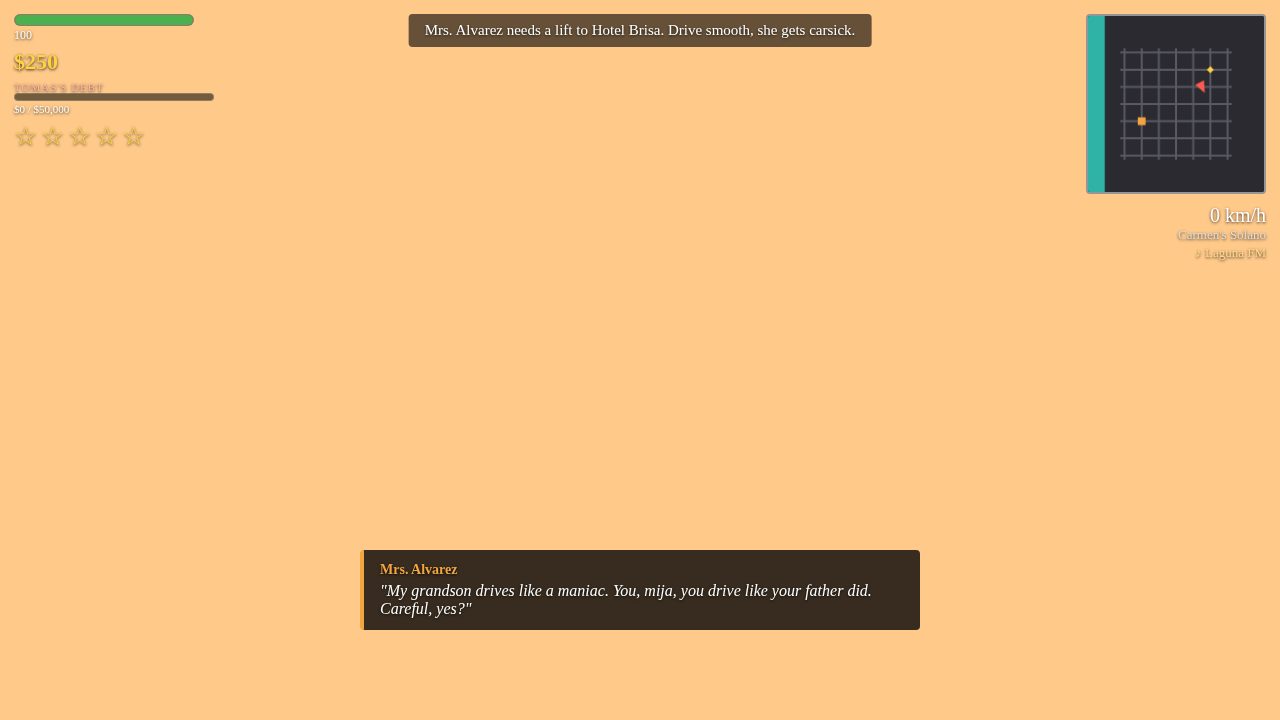 Mrs. Alvarez needs a lift to Hotel Brisa. Drive smooth, she gets carsick.
100
$250
TOMAS'S DEBT
$0 / $50,000
0 km/h
Carmen's Solano
♪ Laguna FM
Mrs. Alvarez
"My grandson drives like a maniac. You, mija, you drive like your father did.
Careful, yes?"